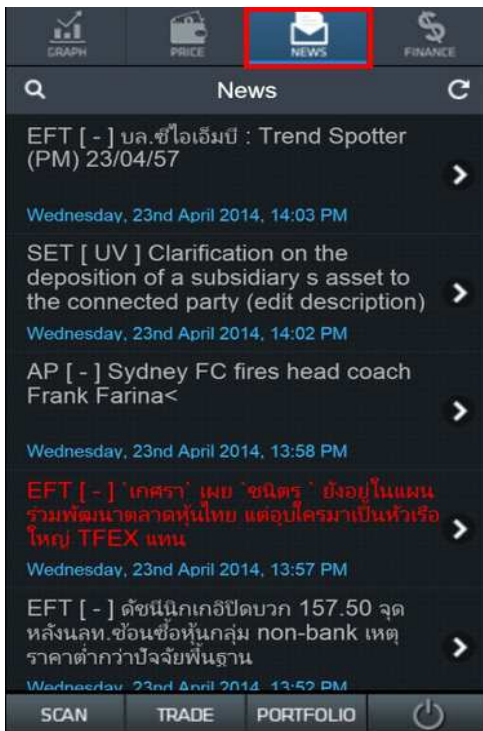 GRAPH PRICE NEWS FINANCE
News
EFT [ - ] บล.ซีไอเอ็มบี : Trend Spotter
(PM) 23/04/57
Wednesday, 23nd April 2014, 14:03 PM
SET [ UV ] Clarification on the
deposition of a subsidiary s asset to
the connected party (edit description)
Wednesday, 23nd April 2014, 14:02 PM
AP [ - ] Sydney FC fires head coach
Frank Farina<
Wednesday, 23nd April 2014, 13:58 PM
EFT [ - ] `เกศรา` เผย `ชนิตร ` ยังอยู่ในแผน
ร่วมพัฒนาตลาดหุ้นไทย แต่อุบใครมาเป็นหัวเรือ
ใหญ่ TFEX แทน
Wednesday, 23nd April 2014, 13:57 PM
EFT [ - ] ดัชนีนิกเกอิปิดบวก 157.50 จุด
หลังนลท.ช้อนซื้อหุ้นกลุ่ม non-bank เหตุ
ราคาต่ำกว่าปัจจัยพื้นฐาน
Wednesday, 23nd April 2014, 13:52 PM
SCAN TRADE PORTFOLIO